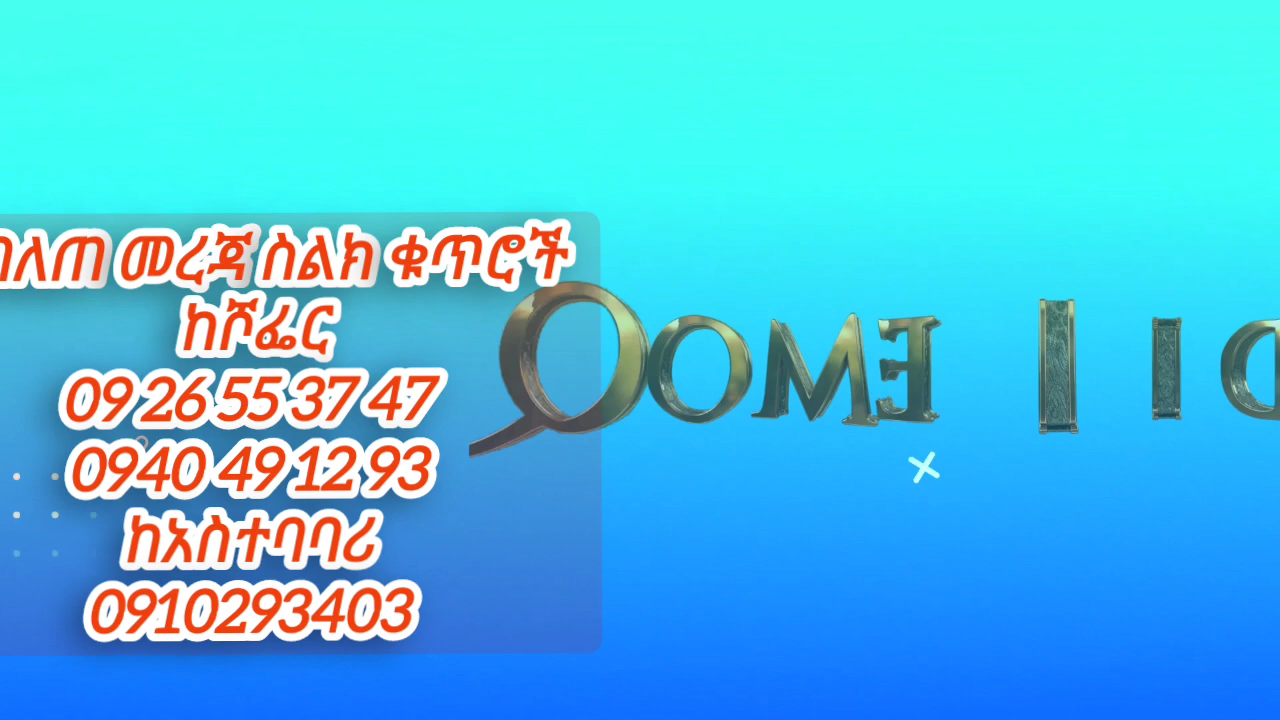 መረጃ ስልክ ቁጥሮች
ከሾፌር
09 26 55 37 47
0940 49 12 93
ከአስተባባሪ
0910293403